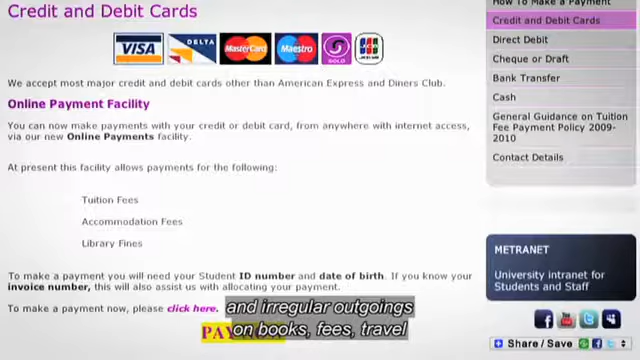 Credit and Debit Cards
VISA
DELTA
MasterCard
Maestro
SOLO
JCB
We accept most major credit and debit cards other than American Express and Diners Club.
Online Payment Facility
You can now make payments with your credit or debit card, from anywhere with internet access,
via our new Online Payments facility.
At present this facility allows payments for the following:
Tuition Fees
Accommodation Fees
Library Fines
To make a payment you will need your Student ID number and date of birth. If you know your
invoice number, this will also assist us with allocating your payment.
To make a payment now, please click here.
and irregular outgoings
on books, fees, travel
How To Make a Payment
Credit and Debit Cards
Direct Debit
Cheque or Draft
Bank Transfer
Cash
General Guidance on Tuition
Fee Payment Policy 2009-
2010
Contact Details
METRANET
University intranet for
Students and Staff
Share / Save